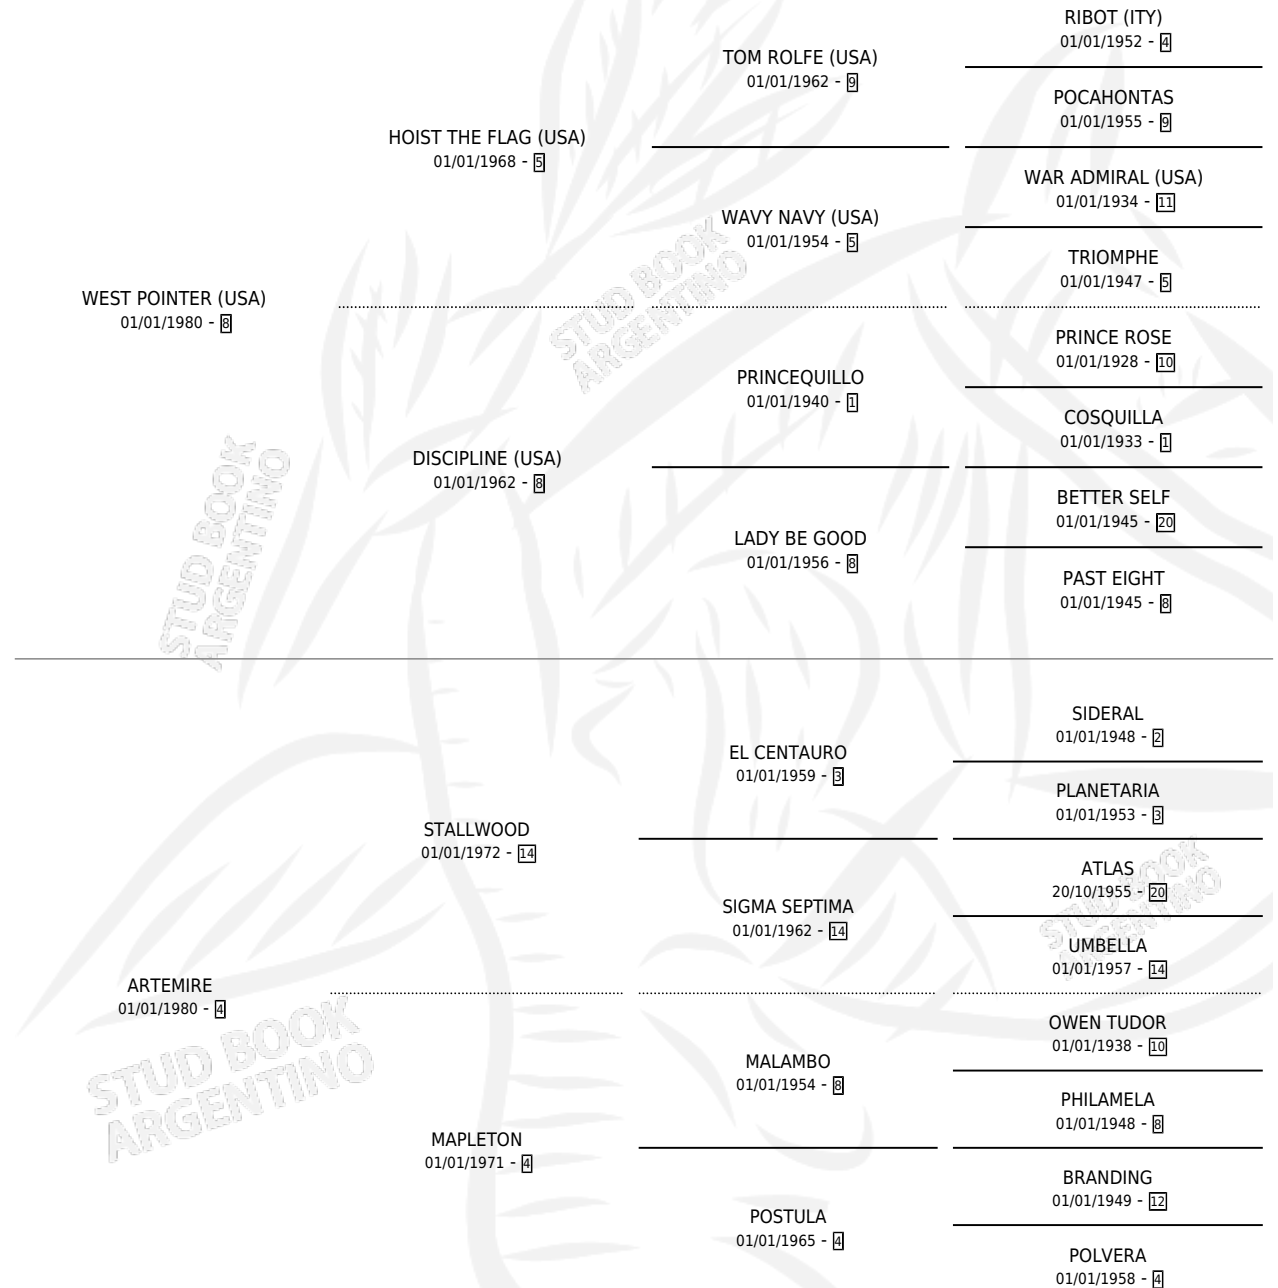 RIBOT (ITY)
01/01/1952 - 4
TOM ROLFE (USA)
01/01/1962 - 9
POCAHONTAS
01/01/1955 - 9
HOIST THE FLAG (USA)
01/01/1968 - 5
WAR ADMIRAL (USA)
01/01/1934 - 11
WAVY NAVY (USA)
01/01/1954 - 5
TRIOMPHE
01/01/1947 - 5
WEST POINTER (USA)
01/01/1980 - 8
PRINCE ROSE
01/01/1928 - 10
PRINCEQUILLO
01/01/1940 - 1
COSQUILLA
01/01/1933 - 1
DISCIPLINE (USA)
01/01/1962 - 8
BETTER SELF
01/01/1945 - 20
LADY BE GOOD
01/01/1956 - 8
PAST EIGHT
01/01/1945 - 8
SIDERAL
01/01/1948 - 2
EL CENTAURO
01/01/1959 - 3
PLANETARIA
01/01/1953 - 3
STALLWOOD
01/01/1972 - 14
ATLAS
20/10/1955 - 20
SIGMA SEPTIMA
01/01/1962 - 14
UMBELLA
01/01/1957 - 14
ARTEMIRE
01/01/1980 - 4
OWEN TUDOR
01/01/1938 - 10
MALAMBO
01/01/1954 - 8
PHILAMELA
01/01/1948 - 8
MAPLETON
01/01/1971 - 4
BRANDING
01/01/1949 - 12
POSTULA
01/01/1965 - 4
POLVERA
01/01/1958 - 4
STUD BOOK
ARGENTINO
STUD BOOK
ARGENTINO
STUD BOOK
ARGENTINO
STUD BOOK
ARGENTINO